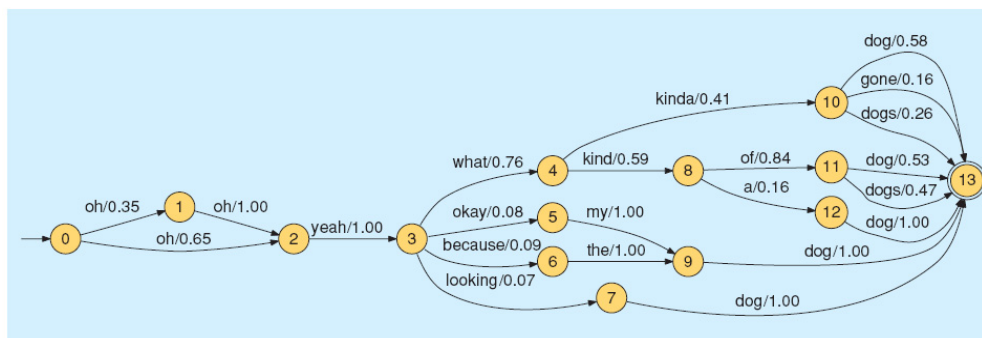 dog/0.58
gone/0.16
kinda/0.41
10
dogs/0.26
what/0.76
4
kind/0.59
8
of/0.84
11
dog/0.53
13
oh/0.35
1
oh/1.00
okay/0.08
5
my/1.00
a/0.16
12
dogs/0.47
dog/1.00
0
oh/0.65
2
yeah/1.00
3
because/0.09
6
the/1.00
9
dog/1.00
looking/0.07
7
dog/1.00